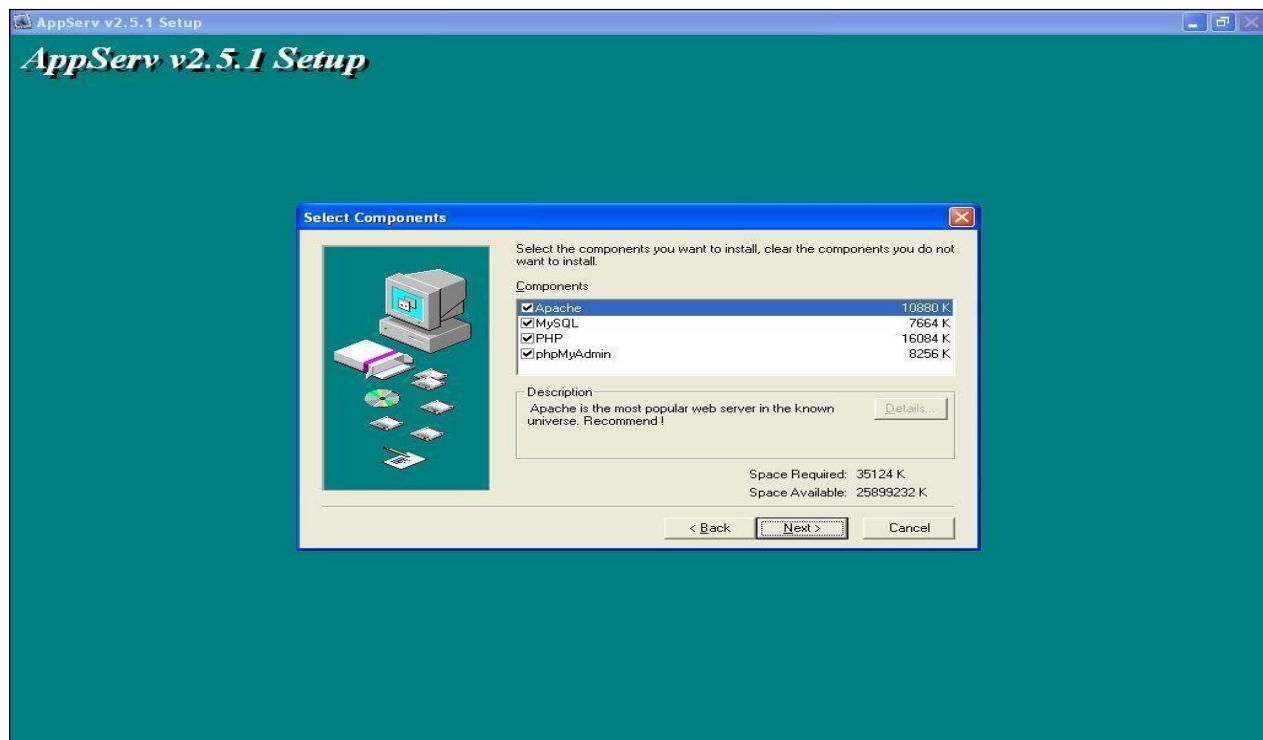 AppServ v2.5.1 Setup
AppServ v2.5.1 Setup
Select Components
Select the components you want to install, clear the components you do not
want to install.
Components
Apache 10880 K
MySQL 7664 K
PHP 16084 K
phpMyAdmin 8256 K
Description
Apache is the most popular web server in the known
universe. Recommend !
Details...
Space Required: 35124 K
Space Available: 25899232 K
< Back Next > Cancel